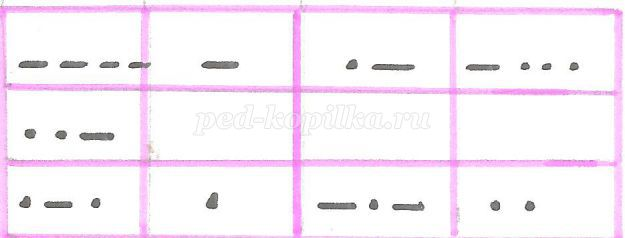 — — — — — • — — • • •
• • —
ped-kopilka.ru
• — • • — • — • •